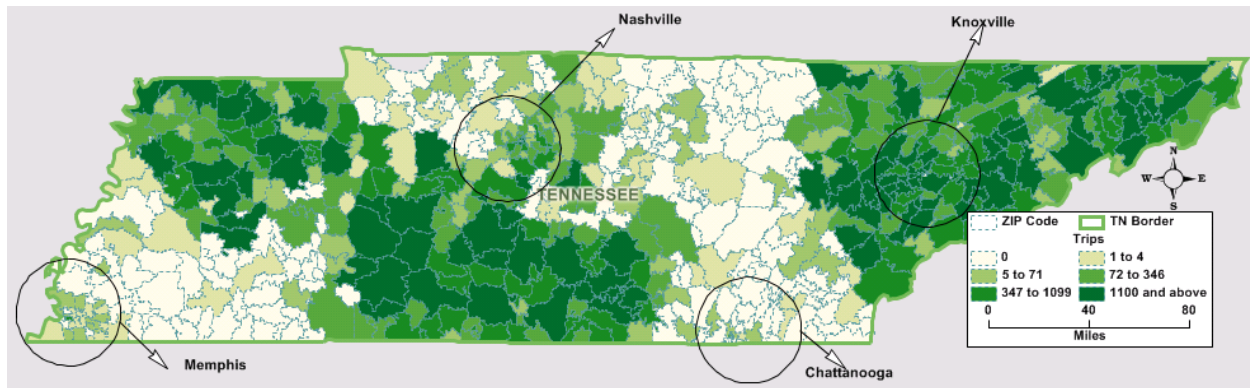 Nashville
Knoxville
TENNESSEE
N
W E
S
ZIP Code TN Border
Trips
0 1 to 4
5 to 71 72 to 346
347 to 1099 1100 and above
0 40 80
Miles
Memphis
Chattanooga